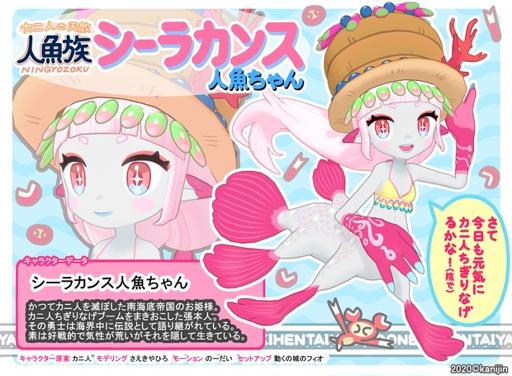 カニ人の天敵
人魚族
NINGYOZOKU
シーラカンス
人魚ちゃん
キャラクターデータ
シーラカンス人魚ちゃん
かつてカニ人を滅ぼした南海底帝国のお姫様。
カニ人ちぎりなげブームをまきおこした張本人。
その勇士は海界中に伝説として語り継がれている。
素は好戦的で気性が荒いがそれを隠して生きている。
さて
今日も元気に
カニ人ちぎりなげ
るかな!(陸で)
キャラクター原案 カニ人 モデリング さえきやひろ モーション のーだい セットアップ 動く城のフィオ
2020©kanijin